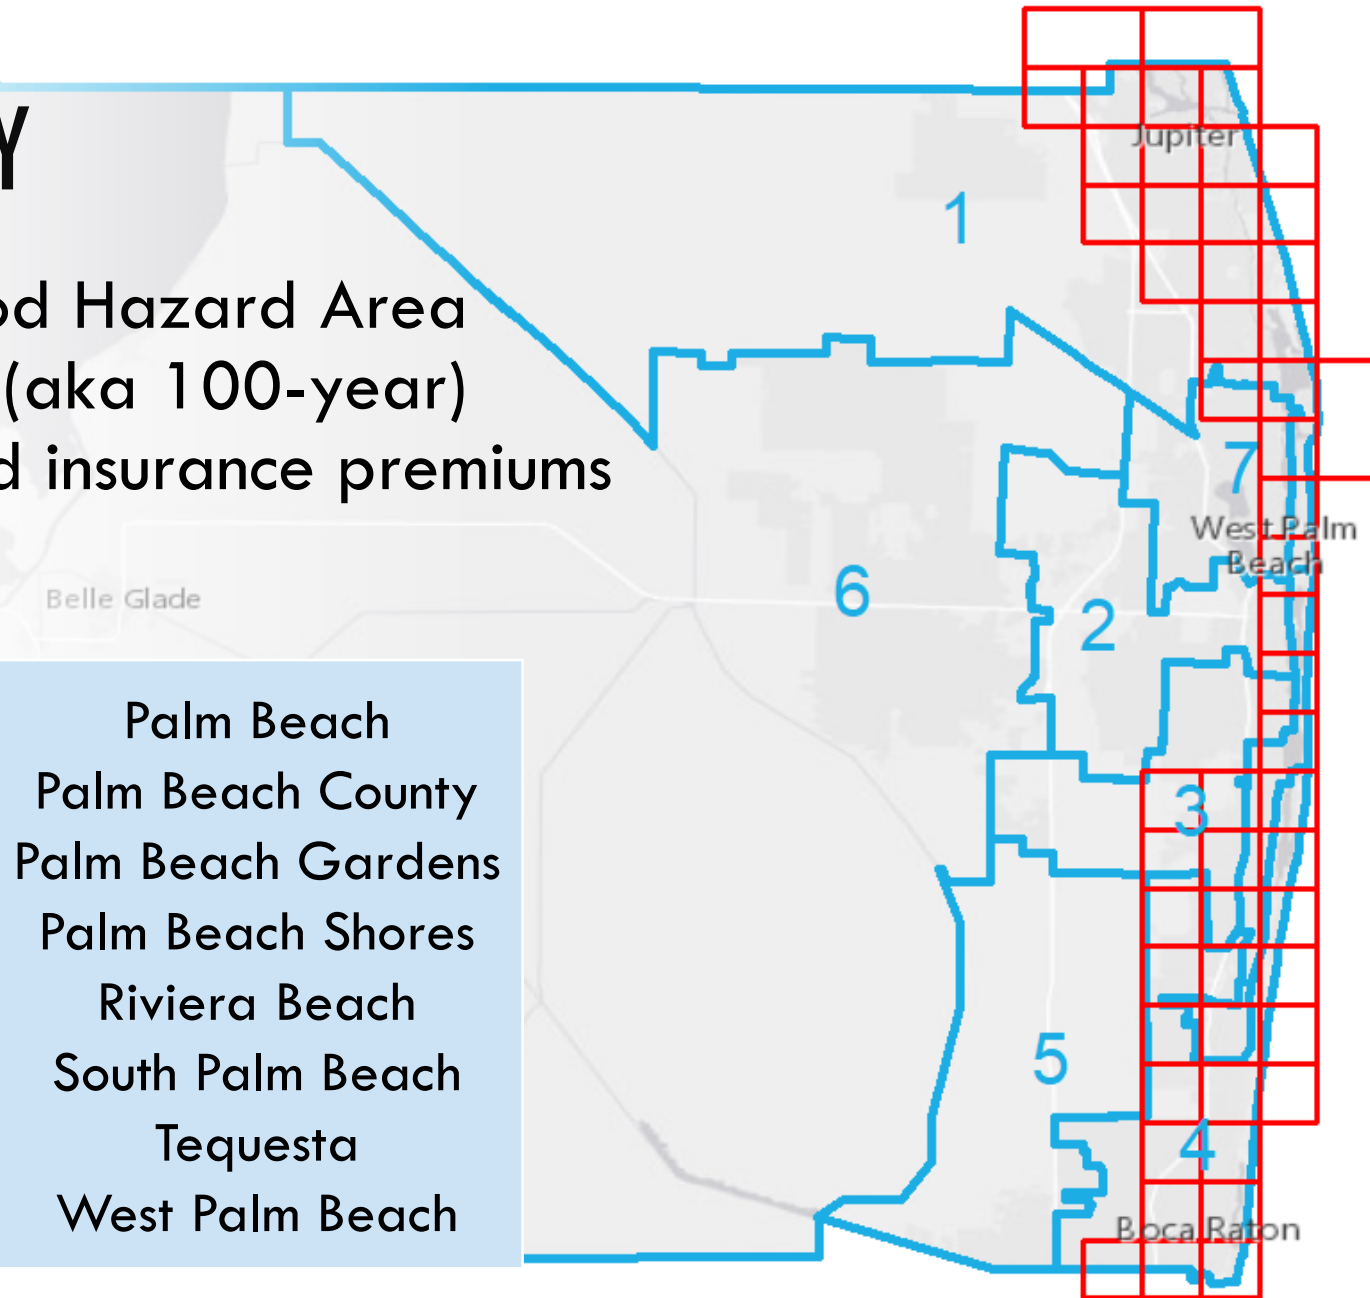 Y
od Hazard Area
(aka 100-year)
d insurance premiums
Jupiter
1
7
West Palm
Beach
Belle Glade
6
2
3
5
4
Boca Raton
Palm Beach
Palm Beach County
Palm Beach Gardens
Palm Beach Shores
Riviera Beach
South Palm Beach
Tequesta
West Palm Beach